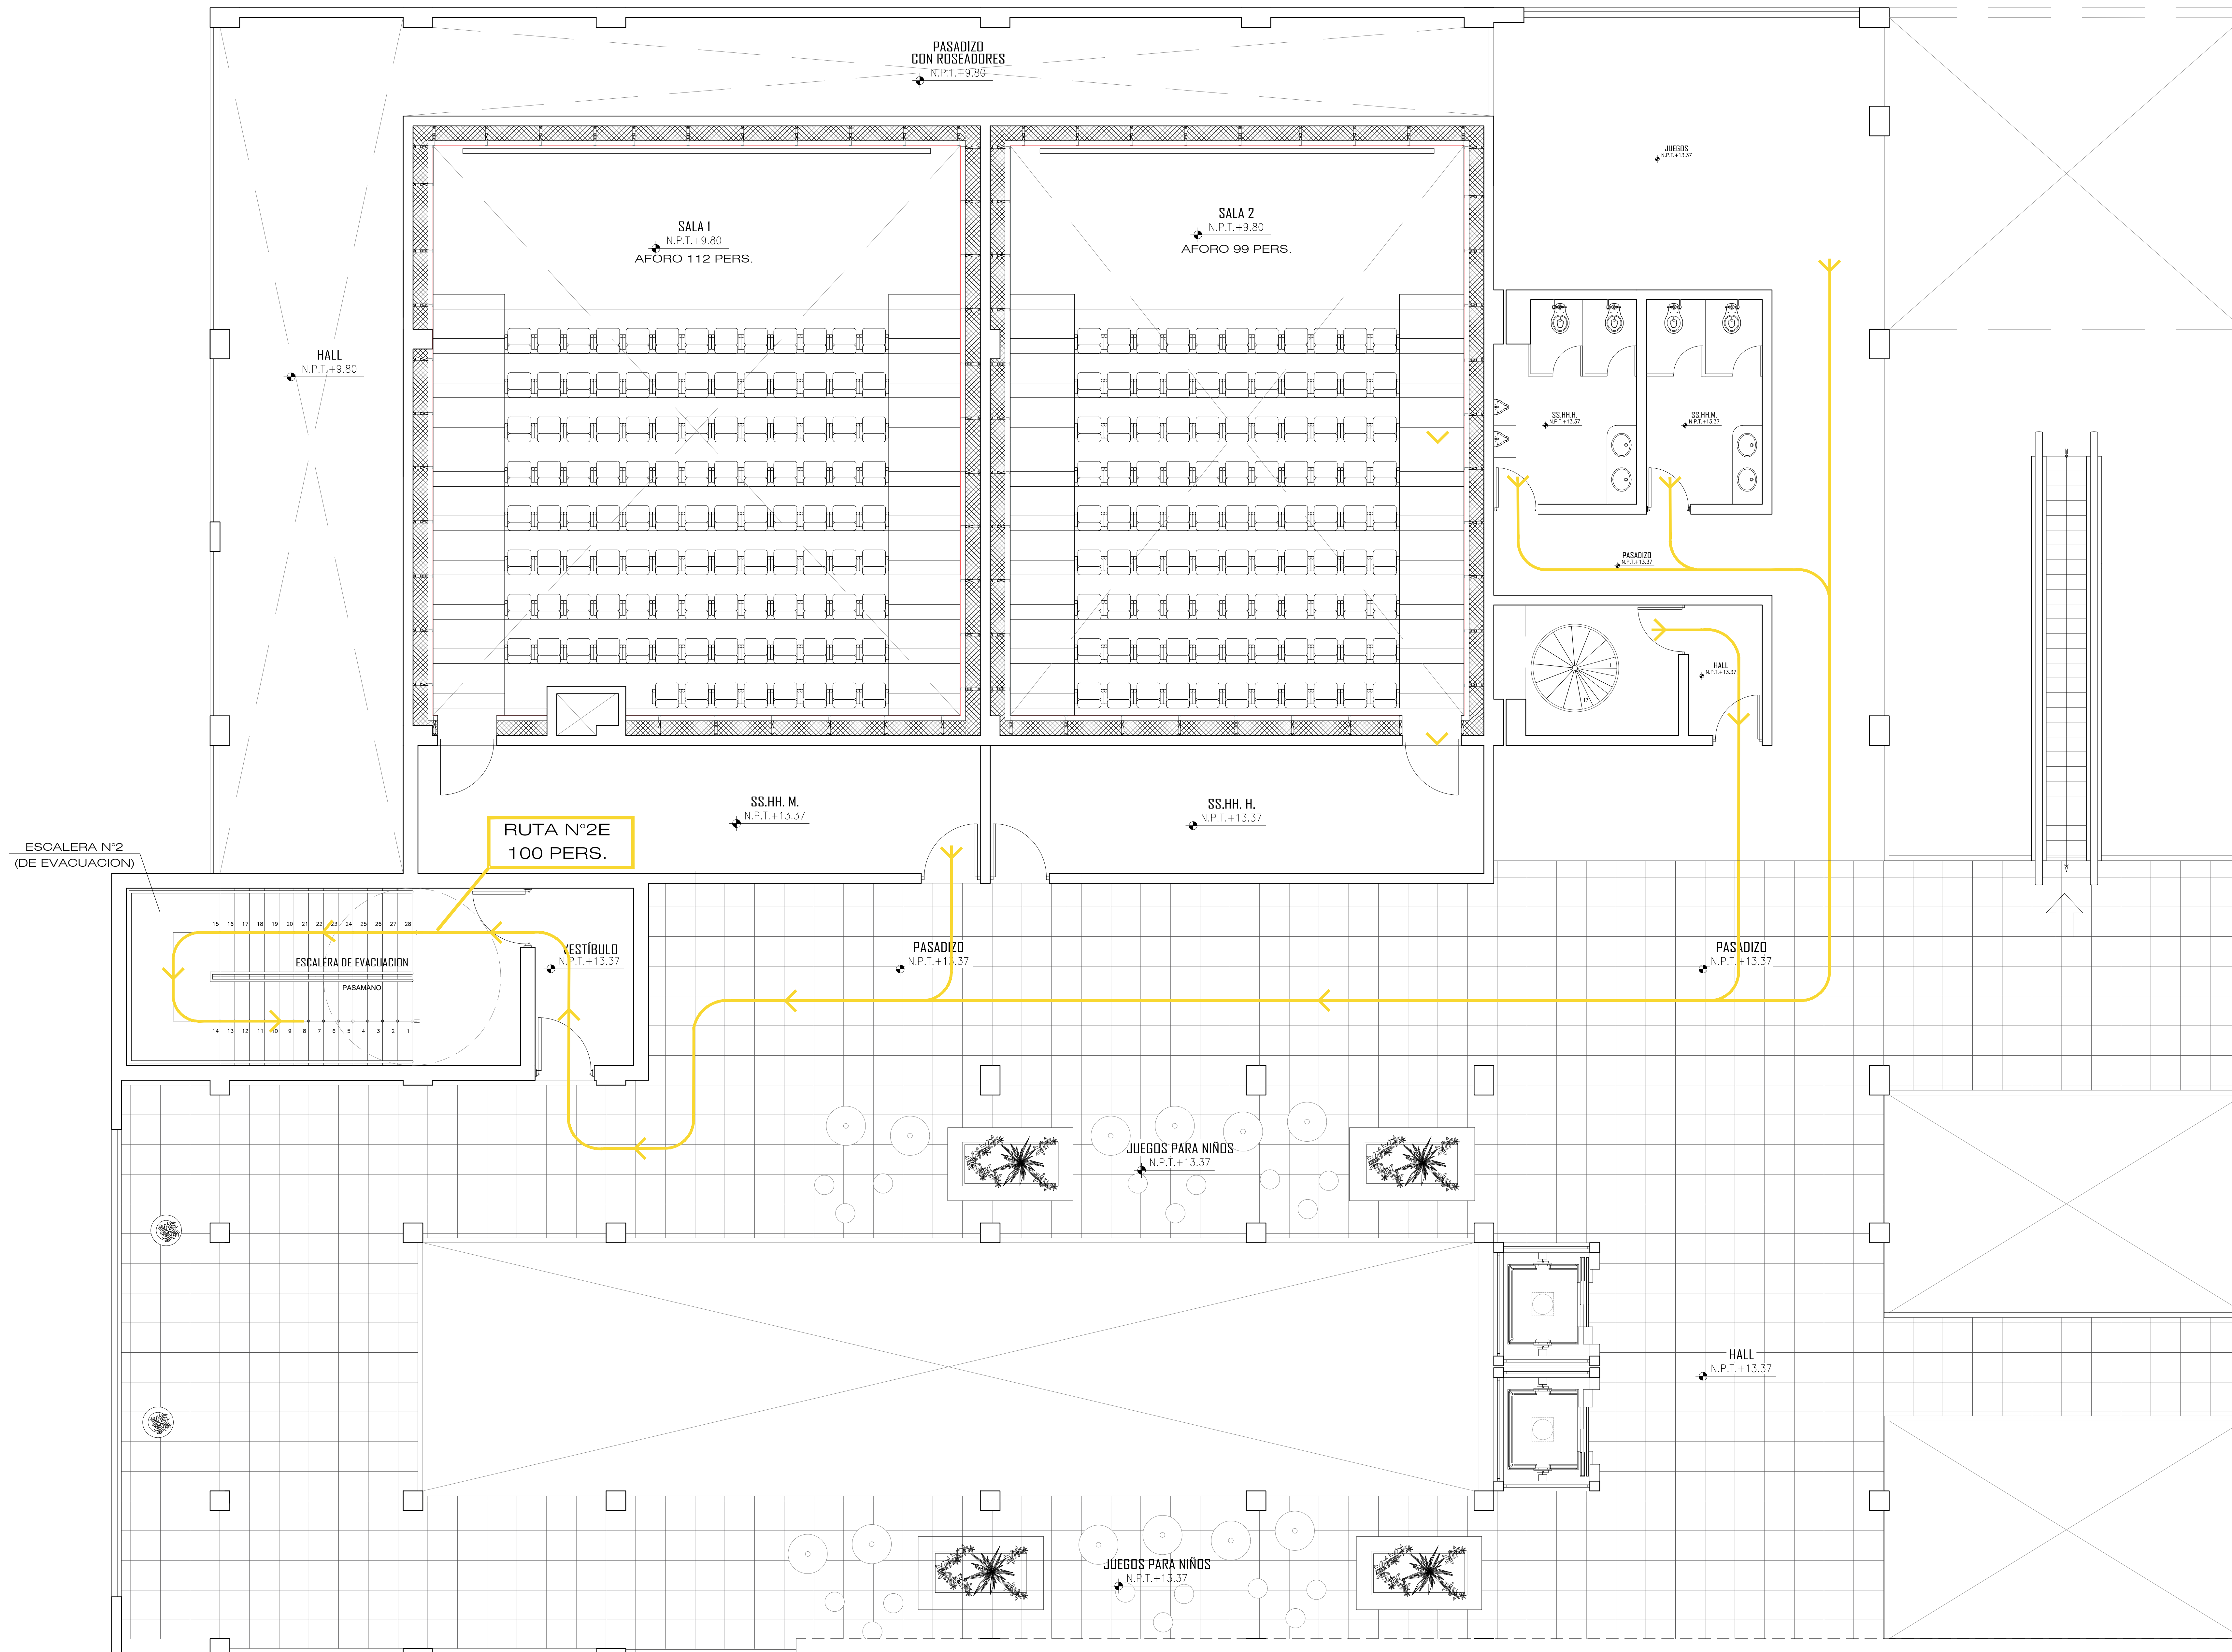 PASADIZO
CON ROSEADORES
N.P.T.+9.80
JUEGOS
N.P.T.+13.37
SALA 1
N.P.T.+9.80
AFORO 112 PERS.
SALA 2
N.P.T.+9.80
AFORO 99 PERS.
HALL
N.P.T.+9.80
SS.HH.H.
N.P.T.+13.37
SS.HH.M.
N.P.T.+13.37
PASADIZO
N.P.T.+13.37
1
17
HALL
N.P.T.+13.37
SS.HH. M.
N.P.T.+13.37
SS.HH. H.
N.P.T.+13.37
RUTA N°2E
100 PERS.
ESCALERA N°2
(DE EVACUACION)
15 16 17 18 19 20 21 22 23 24 25 26 27 28
ESCALERA DE EVACUACION
PASAMANO
14 13 12 11 10 9 8 7 6 5 4 3 2 1
VESTÍBULO
N.P.T.+13.37
PASADIZO
N.P.T.+13.37
PASADIZO
N.P.T.+13.37
JUEGOS PARA NIÑOS
N.P.T.+13.37
HALL
N.P.T.+13.37
JUEGOS PARA NIÑOS
N.P.T.+13.37